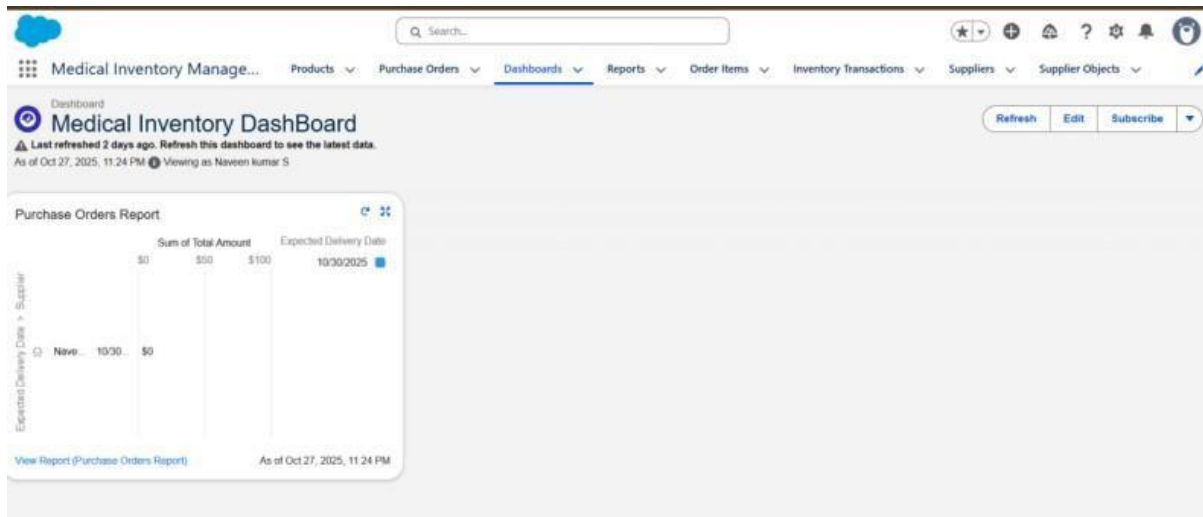 Search...
Medical Inventory Manage... Products Purchase Orders Dashboards Reports Order Items Inventory Transactions Suppliers Supplier Objects
Dashboard
Medical Inventory DashBoard
Last refreshed 2 days ago. Refresh this dashboard to see the latest data.
As of Oct 27, 2025, 11:24 PM Viewing as Naveen kumar S
Refresh Edit Subscribe
Purchase Orders Report
Sum of Total Amount Expected Delivery Date
$0 $50 $100 10/30/2025
Expected Delivery Date > Supplier
Nave... 10/30... $0
View Report (Purchase Orders Report) As of Oct 27, 2025, 11:24 PM